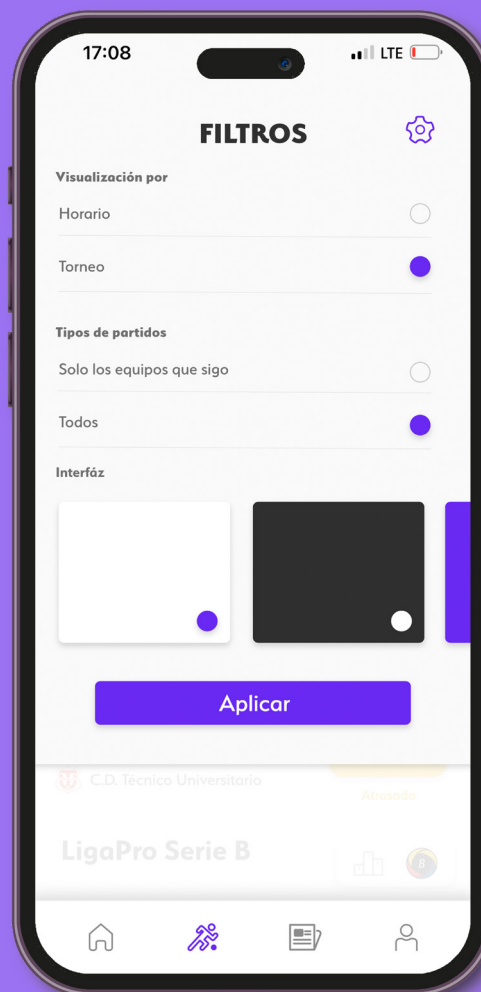 17:08
LTE
FILTROS
Visualización por
Horario
Torneo
Tipos de partidos
Solo los equipos que sigo
Todos
Interfáz
Aplicar
C.D. Técnico Universitario
Atrasado
LigaPro Serie B
B